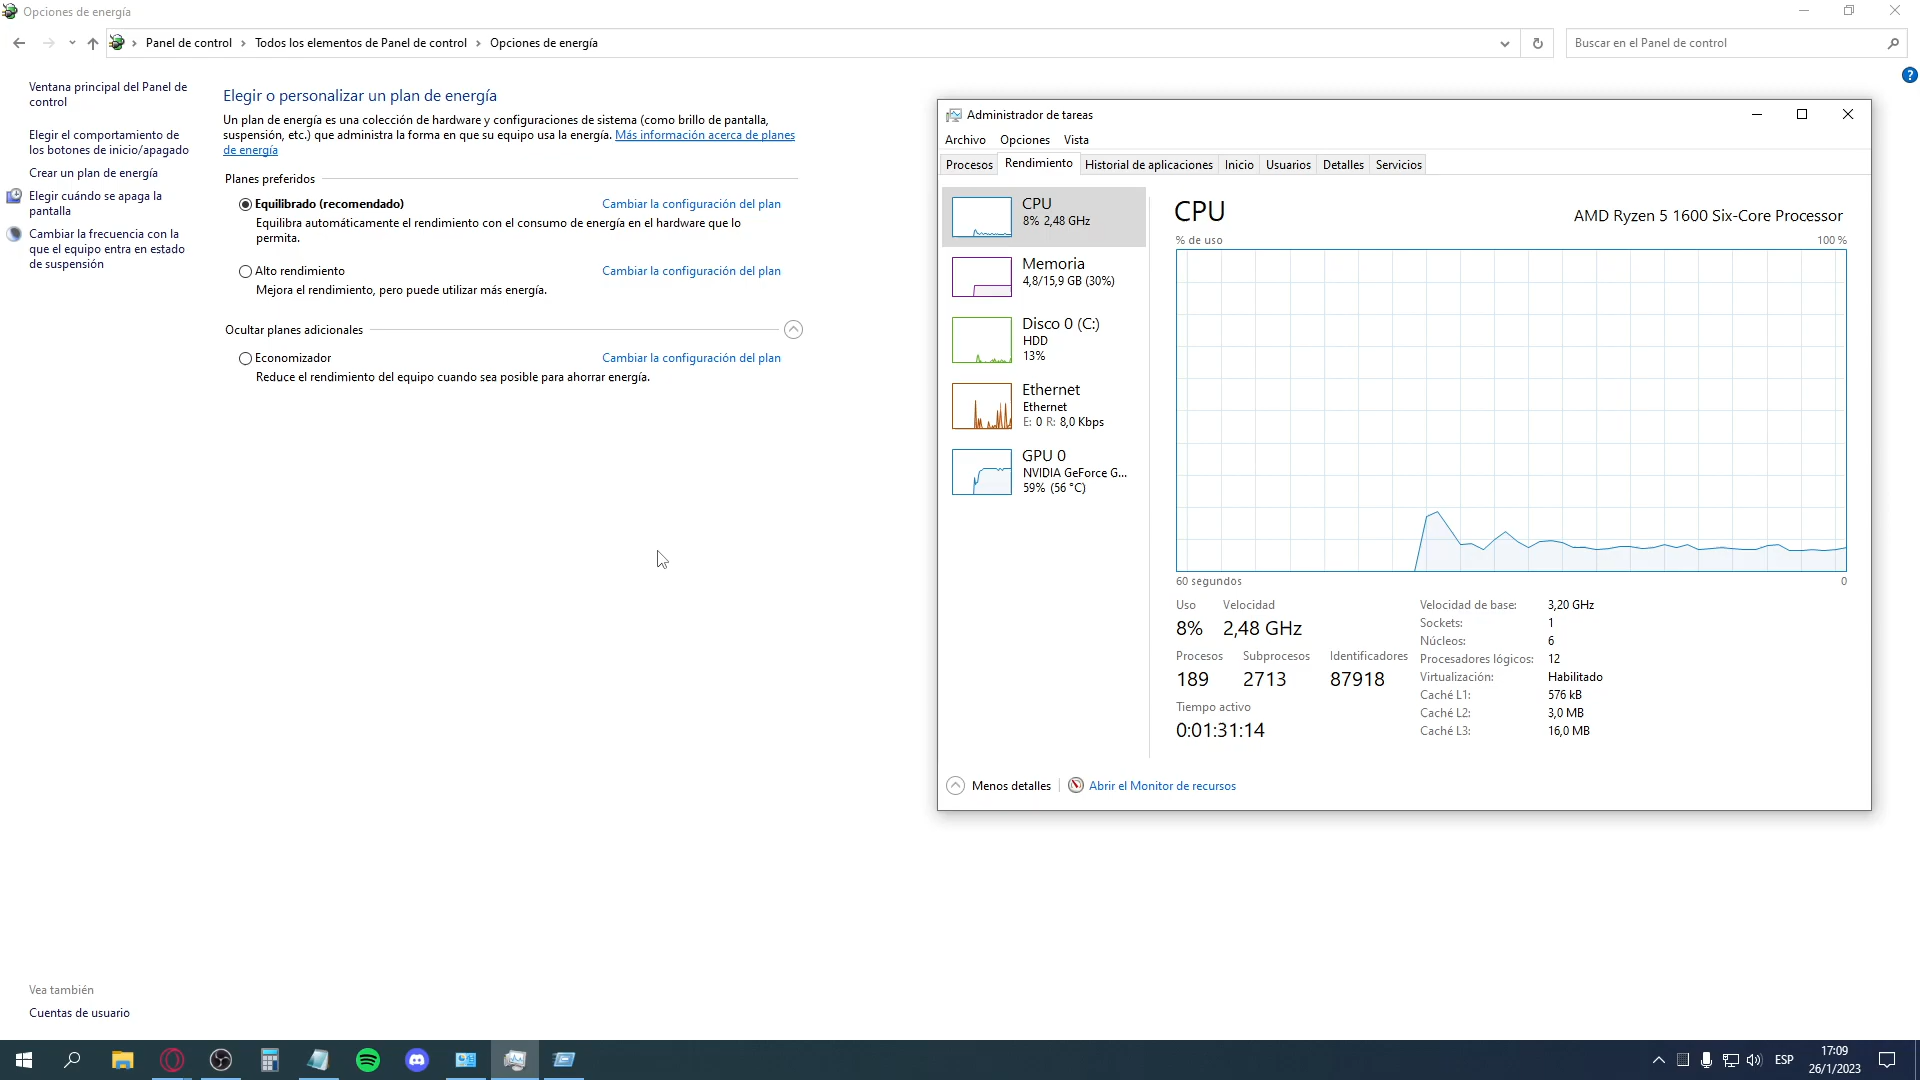 Opciones de energía
Panel de control > Todos los elementos de Panel de control > Opciones de energía
Buscar en el Panel de control
Ventana principal del Panel de
control
Elegir el comportamiento de
los botones de inicio/apagado
Crear un plan de energía
Elegir cuándo se apaga la
pantalla
Cambiar la frecuencia con la
que el equipo entra en estado
de suspensión
Vea también
Cuentas de usuario
Elegir o personalizar un plan de energía
Un plan de energía es una colección de hardware y configuraciones de sistema (como brillo de pantalla,
suspensión, etc.) que administra la forma en que su equipo usa la energía. Más información acerca de planes
de energía
Planes preferidos
Equilibrado (recomendado) Cambiar la configuración del plan
Equilibra automáticamente el rendimiento con el consumo de energía en el hardware que lo
permita.
Alto rendimiento Cambiar la configuración del plan
Mejora el rendimiento, pero puede utilizar más energía.
Ocultar planes adicionales
Economizador Cambiar la configuración del plan
Reduce el rendimiento del equipo cuando sea posible para ahorrar energía.
Administrador de tareas
Archivo Opciones Vista
Procesos Rendimiento Historial de aplicaciones Inicio Usuarios Detalles Servicios
CPU
8% 2,48 GHz
Memoria
4,8/15,9 GB (30%)
Disco 0 (C:)
HDD
13%
Ethernet
Ethernet
E: 0 R: 8,0 Kbps
GPU 0
NVIDIA GeForce G...
59% (56 °C)
CPU AMD Ryzen 5 1600 Six-Core Processor
% de uso 100 %
60 segundos 0
Uso Velocidad
8% 2,48 GHz
Procesos Subprocesos Identificadores
189 2713 87918
Tiempo activo
0:01:31:14
Velocidad de base: 3,20 GHz
Sockets: 1
Núcleos: 6
Procesadores lógicos: 12
Virtualización: Habilitado
Caché L1: 576 kB
Caché L2: 3,0 MB
Caché L3: 16,0 MB
Menos detalles Abrir el Monitor de recursos
ESP
17:09
26/1/2023